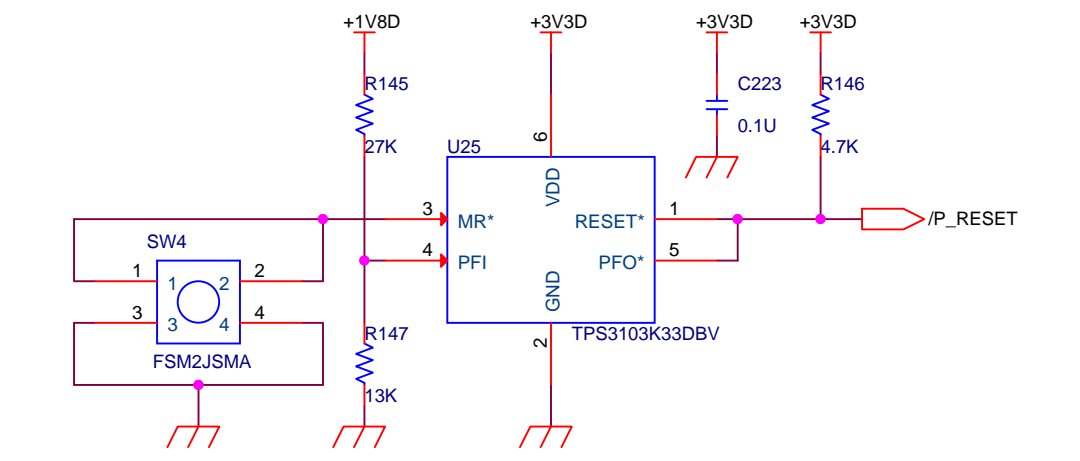 +1V8D
+3V3D
+3V3D
+3V3D
R145
C223
R146
27K
0.1U
4.7K
U25
6
VDD
3
MR*
RESET*
1
/P_RESET
4
PFI
PFO*
5
SW4
1
1
2
2
3
3
4
4
FSM2JSMA
GND
2
TPS3103K33DBV
R147
13K